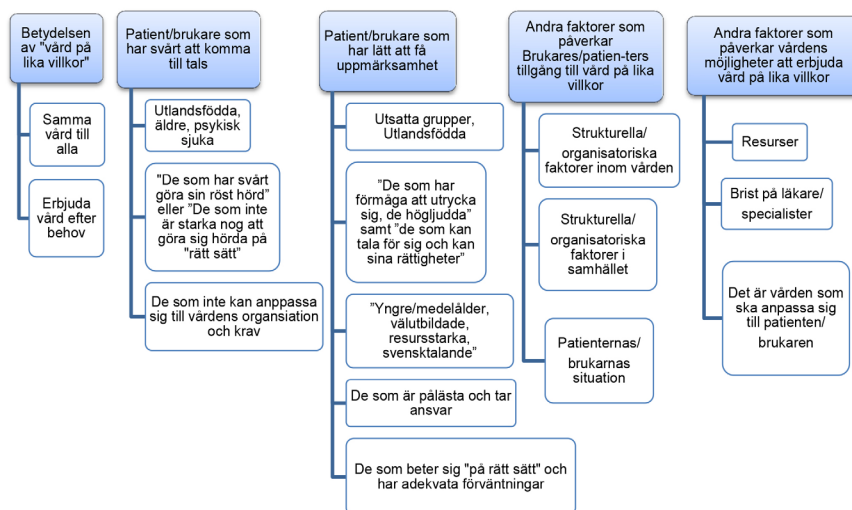 Betydelsen
av "vård på
lika villkor"
Samma
vård till
alla
Erbjuda
vård efter
behov
Patient/brukare som
har svårt att komma
till tals
Utlandsfödda,
äldre, psykisk
sjuka
"De som har svårt
göra sin röst hörd”
eller ”De som inte
är starka nog att
göra sig hörda på
"rätt sätt”
De som inte kan anppassa
sig till vårdens organsiation
och krav
Patient/brukare som
har lätt att få
uppmärksamhet
Utsatta grupper,
Utlandsfödda
”De som har
förmåga att utrycka
sig, de högljudda”
samt ”de som kan
tala för sig och kan
sina rättigheter”
”Yngre/medelålder,
välutbildade,
resursstarka,
svensktalande”
De som är pålästa och tar
ansvar
De som beter sig "på rätt sätt" och
har adekvata förväntningar
Andra faktorer som
påverkar
Brukares/patien-ters
tillgång till vård på lika
villkor
Strukturella/
organisatoriska
faktorer inom vården
Strukturella/
organisatoriska
faktorer i
samhället
Patienternas/
brukarnas
situation
Andra faktorer som
påverkar vårdens
möjligheter att erbjuda
vård på lika villkor
Resurser
Brist på läkare/
specialister
Det är vården som
ska anpassa sig
till patienten/
brukaren